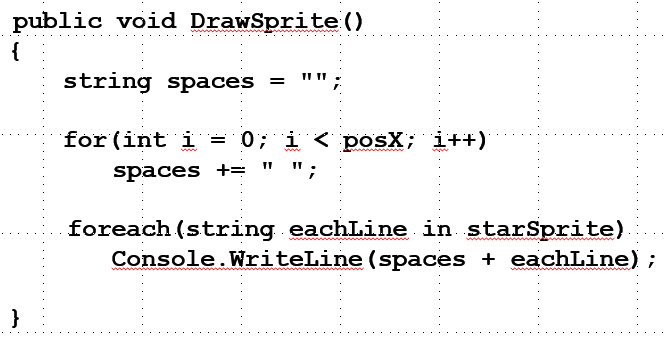 public void DrawSprite()
{
string spaces = "";
for(int i = 0; i < posX; i++)
spaces += " ";
foreach(string eachLine in starSprite)
Console.WriteLine(spaces + eachLine);
}